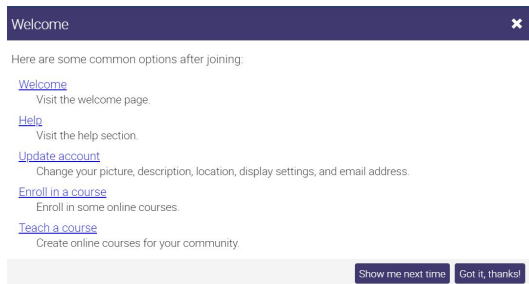 Welcome
Here are some common options after joining:
Welcome
Visit the welcome page.
Help
Visit the help section.
Update account
Change your picture, description, location, display settings, and email address.
Enroll in a course
Enroll in some online courses.
Teach a course
Create online courses for your community.
Show me next time
Got it, thanks!